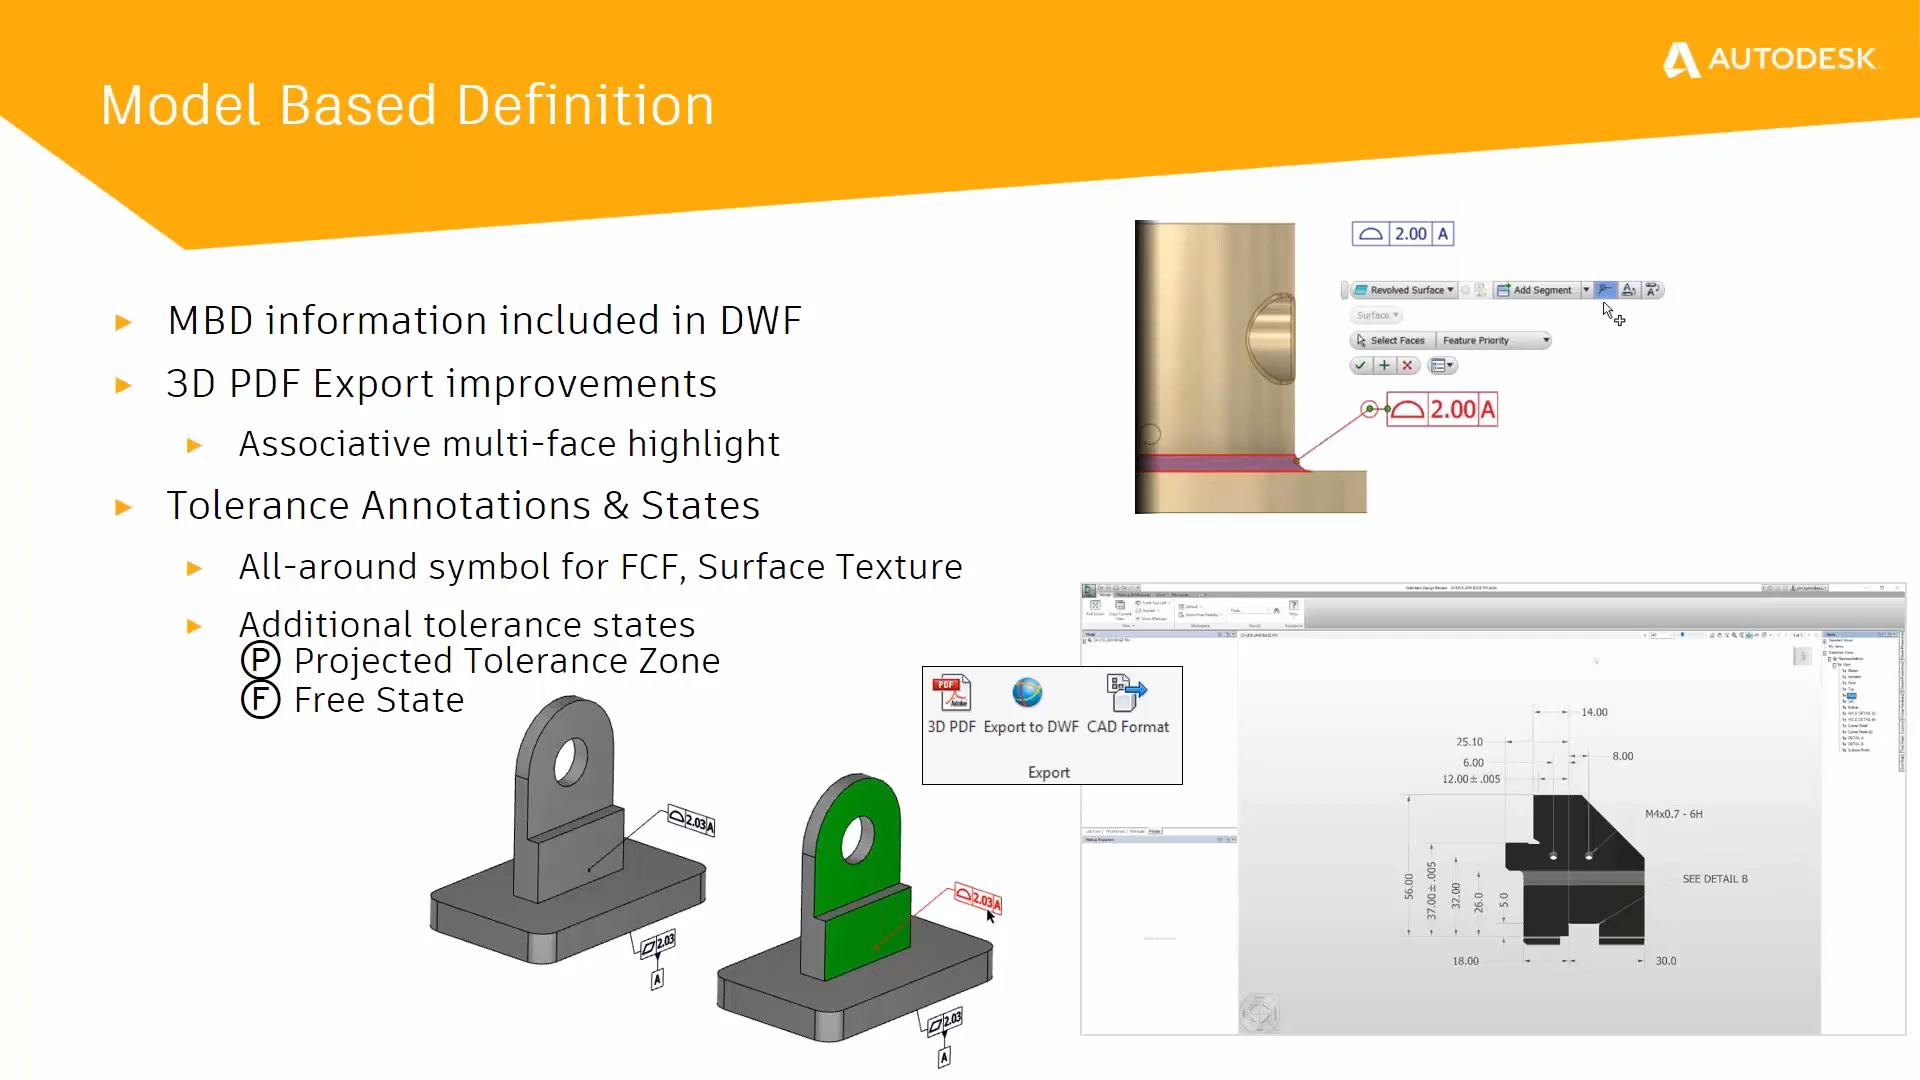 AUTODESK
Model Based Definition
MBD information included in DWF
3D PDF Export improvements
Associative multi-face highlight
Tolerance Annotations & States
All-around symbol for FCF, Surface Texture
Additional tolerance states
Ⓟ Projected Tolerance Zone
Ⓕ Free State
2.00 A
Revolved Surface
Add Segment
Surface
Select Faces
Feature Priority
2.00 A
PDF
Adobe
3D PDF
Export to DWF
CAD Format
Export
2.03 A
2.03
A
2.03 A
2.03
A
14.00
25.10
8.00
6.00
12.00±.005
M4x0.7 - 6H
SEE DETAIL B
56.00
37.00±.005
32.00
26.0
5.0
18.00
30.0